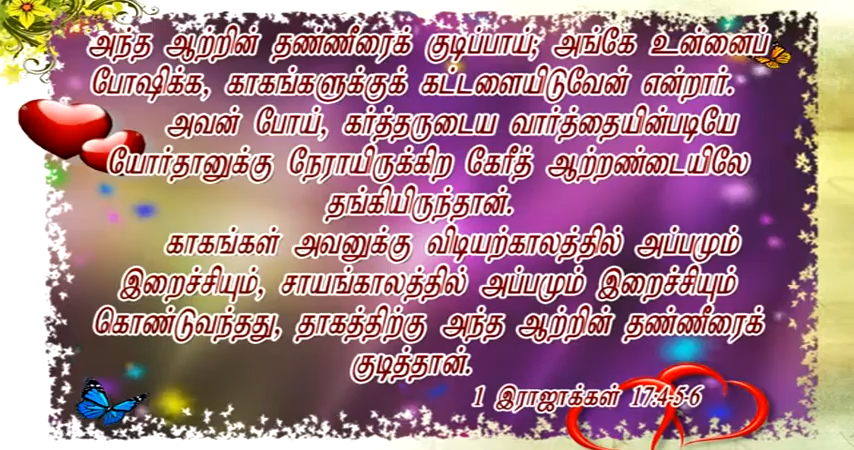 அந்த ஆற்றின் தண்ணீரைக் குடிப்பாய்; அங்கே உன்னைப்
போஷிக்க, காகங்களுக்குக் கட்டளையிடுவேன் என்றார்.
அவன் போய், கர்த்தருடைய வார்த்தையின்படியே
யோர்தானுக்கு நேராயிருக்கிற கேரீத் ஆற்றண்டையிலே
தங்கியிருந்தான்.
காகங்கள் அவனுக்கு விடியற்காலத்தில் அப்பமும்
இறைச்சியும், சாயங்காலத்தில் அப்பமும் இறைச்சியும்
கொண்டுவந்தது, தாகத்திற்கு அந்த ஆற்றின் தண்ணீரைக்
குடித்தான்.
1 இராஜாக்கள் 17:4-5-6